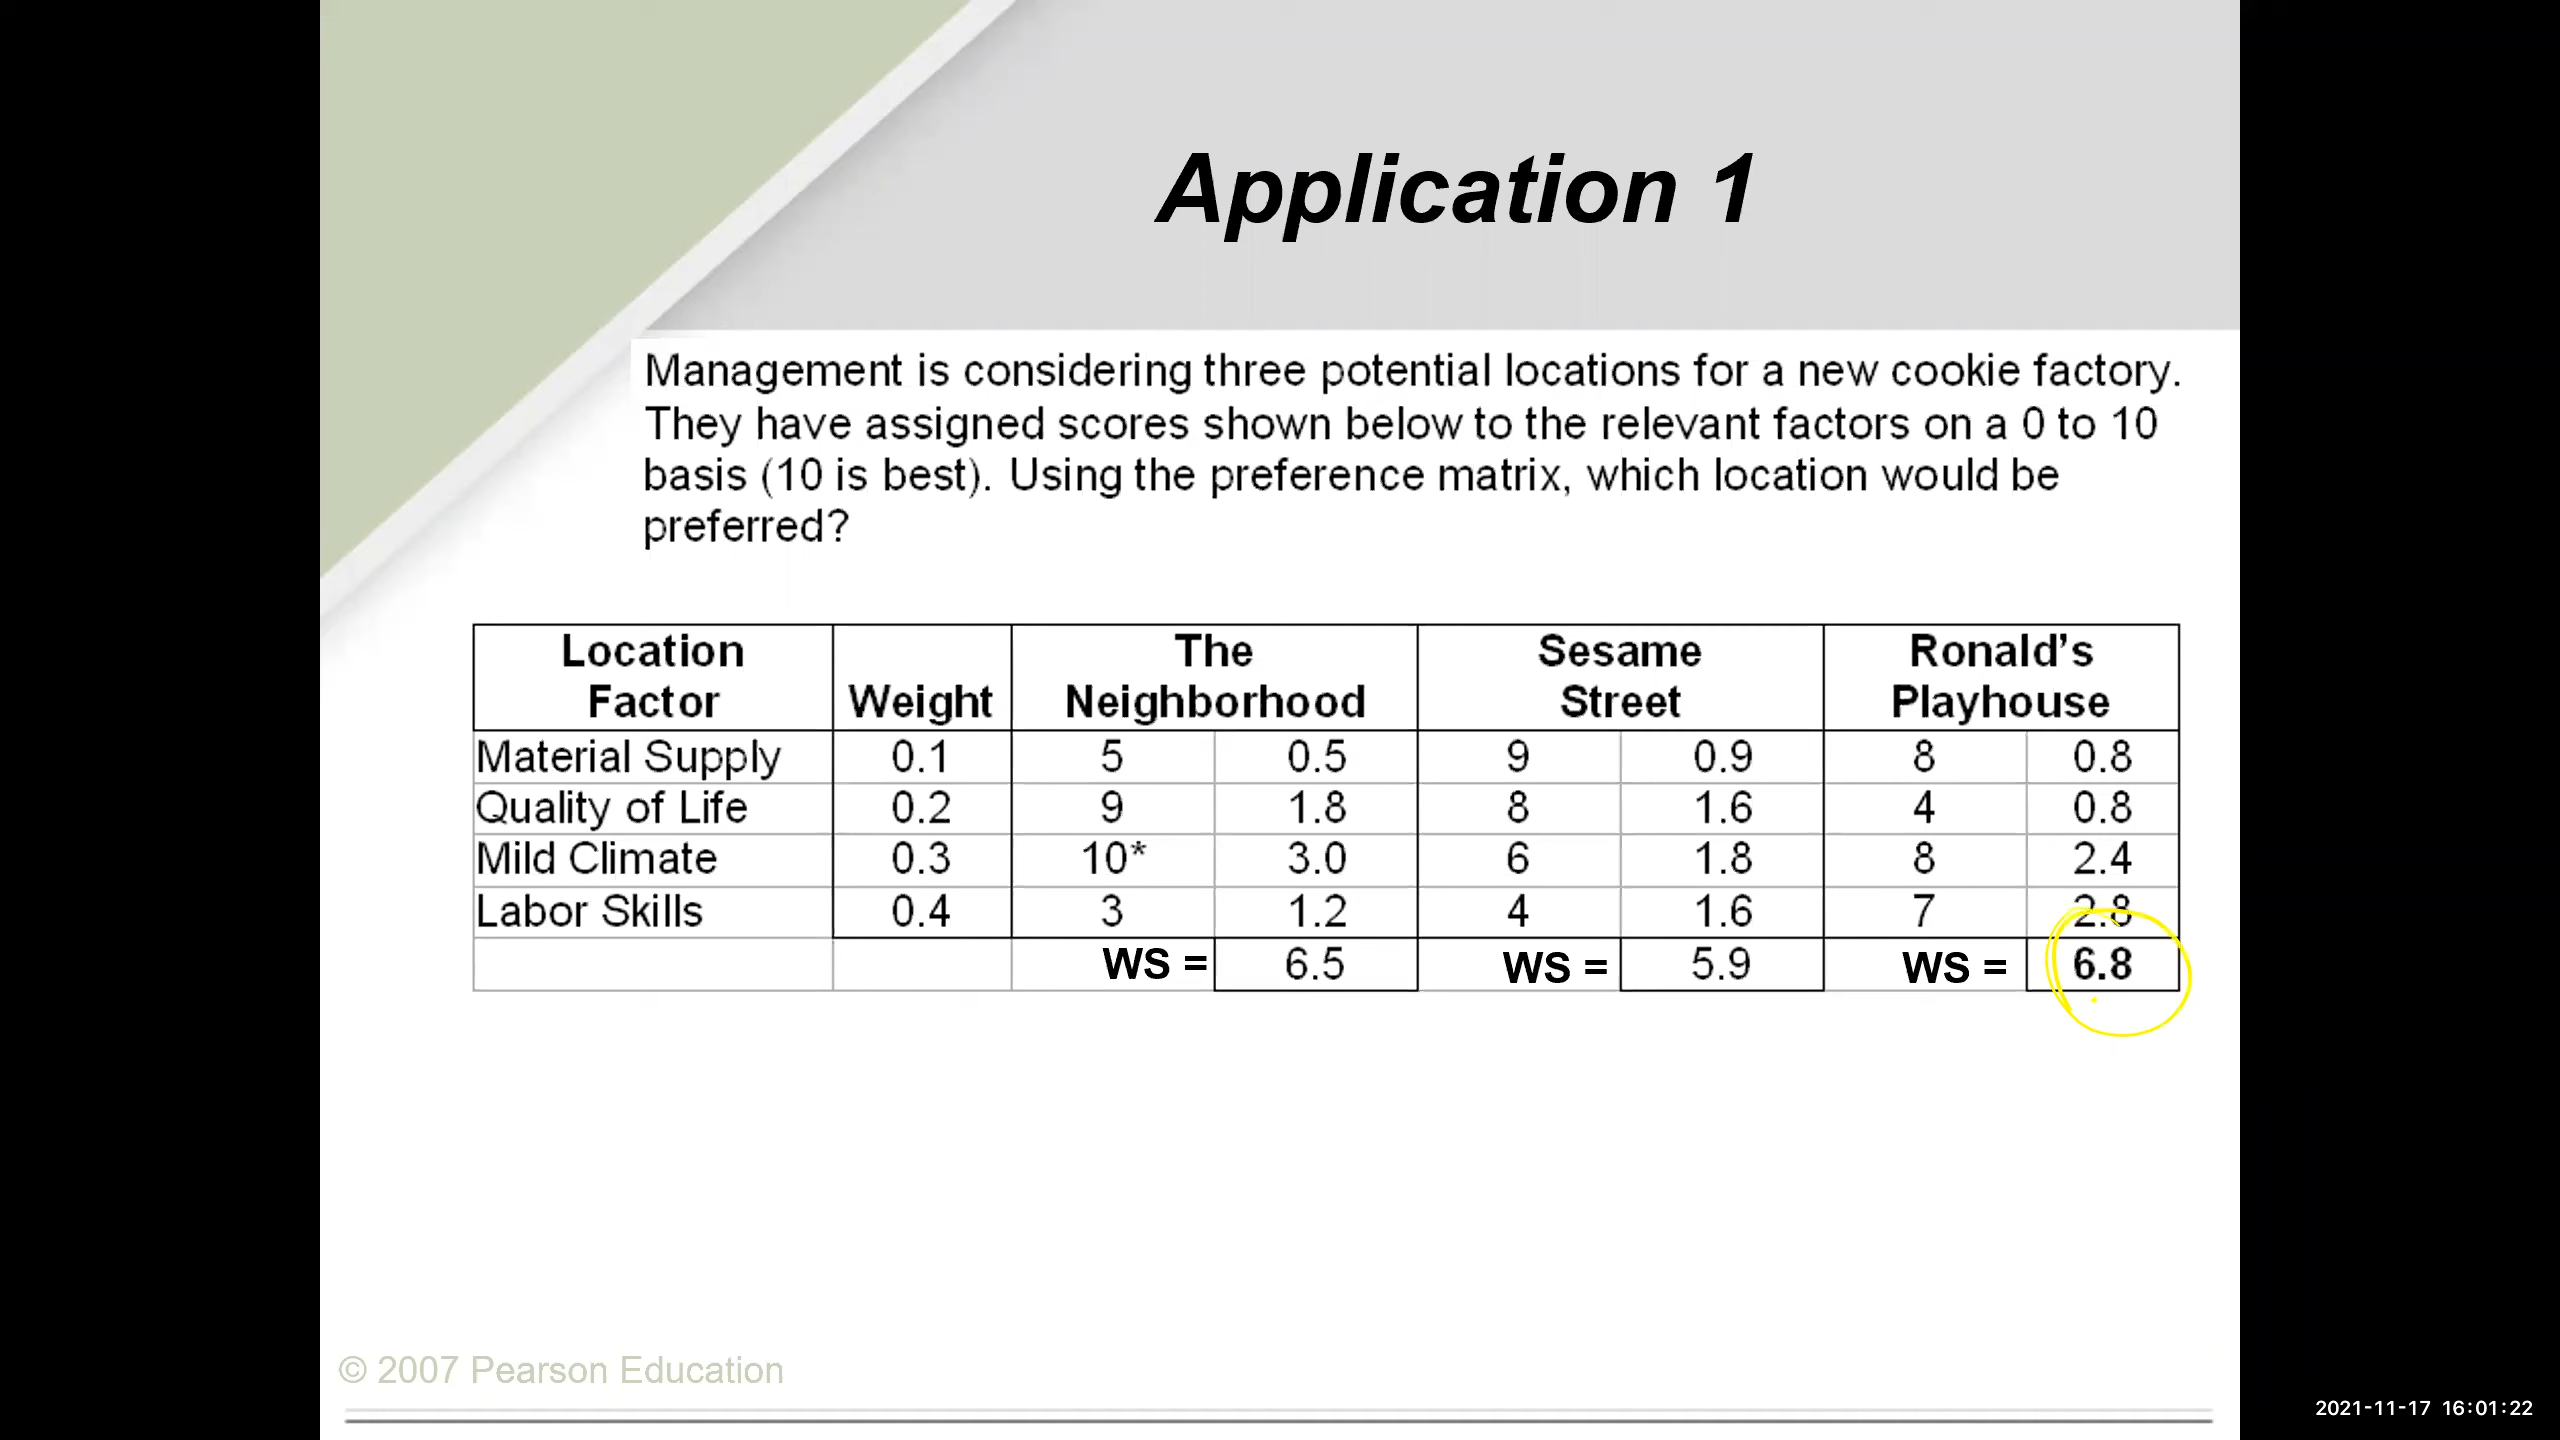 Application 1
Management is considering three potential locations for a new cookie factory.
They have assigned scores shown below to the relevant factors on a 0 to 10
basis (10 is best). Using the preference matrix, which location would be
preferred?
Location Factor Weight The Neighborhood Sesame Street Ronald's Playhouse
Material Supply 0.1 5 0.5 9 0.9 8 0.8
Quality of Life 0.2 9 1.8 8 1.6 4 0.8
Mild Climate 0.3 10* 3.0 6 1.8 8 2.4
Labor Skills 0.4 3 1.2 4 1.6 7 2.8
WS = 6.5 WS = 5.9 WS = 6.8
© 2007 Pearson Education
2021-11-17 16:01:22